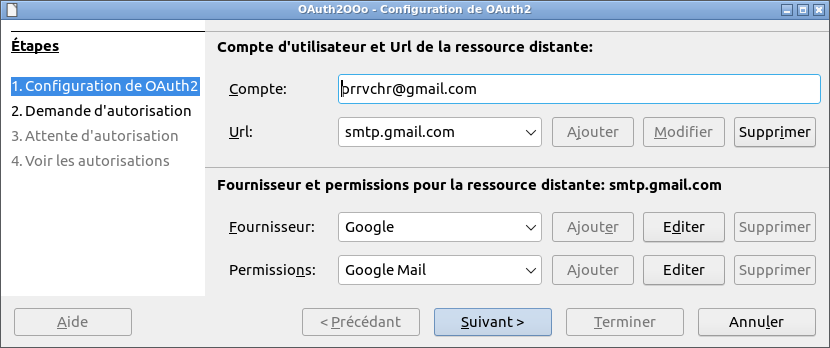 OAuth2OOo - Configuration de OAuth2
Étapes
1. Configuration de OAuth2
2. Demande d'autorisation
3. Attente d'autorisation
4. Voir les autorisations
Compte d'utilisateur et Url de la ressource distante:
Compte: prrvchr@gmail.com
Url: smtp.gmail.com Ajouter Modifier Supprimer
Fournisseur et permissions pour la ressource distante: smtp.gmail.com
Fournisseur: Google Ajouter Editer Supprimer
Permissions: Google Mail Ajouter Editer Supprimer
Aide < Précédant Suivant > Terminer Annuler